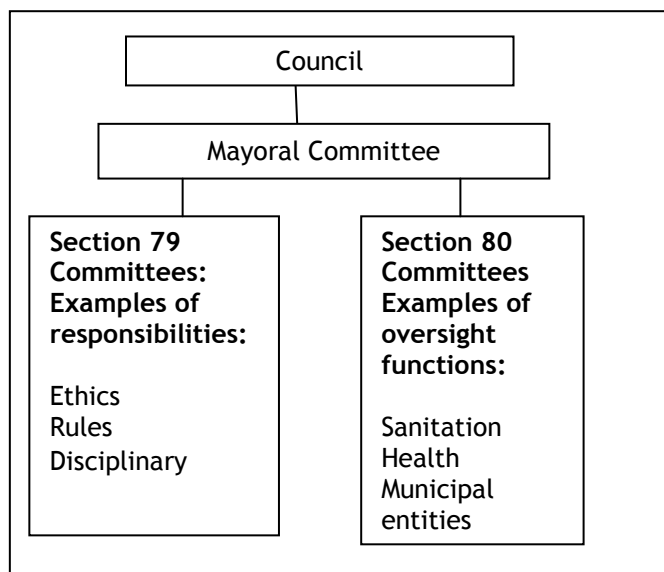 Council
Mayoral Committee
Section 79
Committees:
Examples of
responsibilities:
Ethics
Rules
Disciplinary
Section 80
Committees
Examples of
oversight
functions:
Sanitation
Health
Municipal
entities